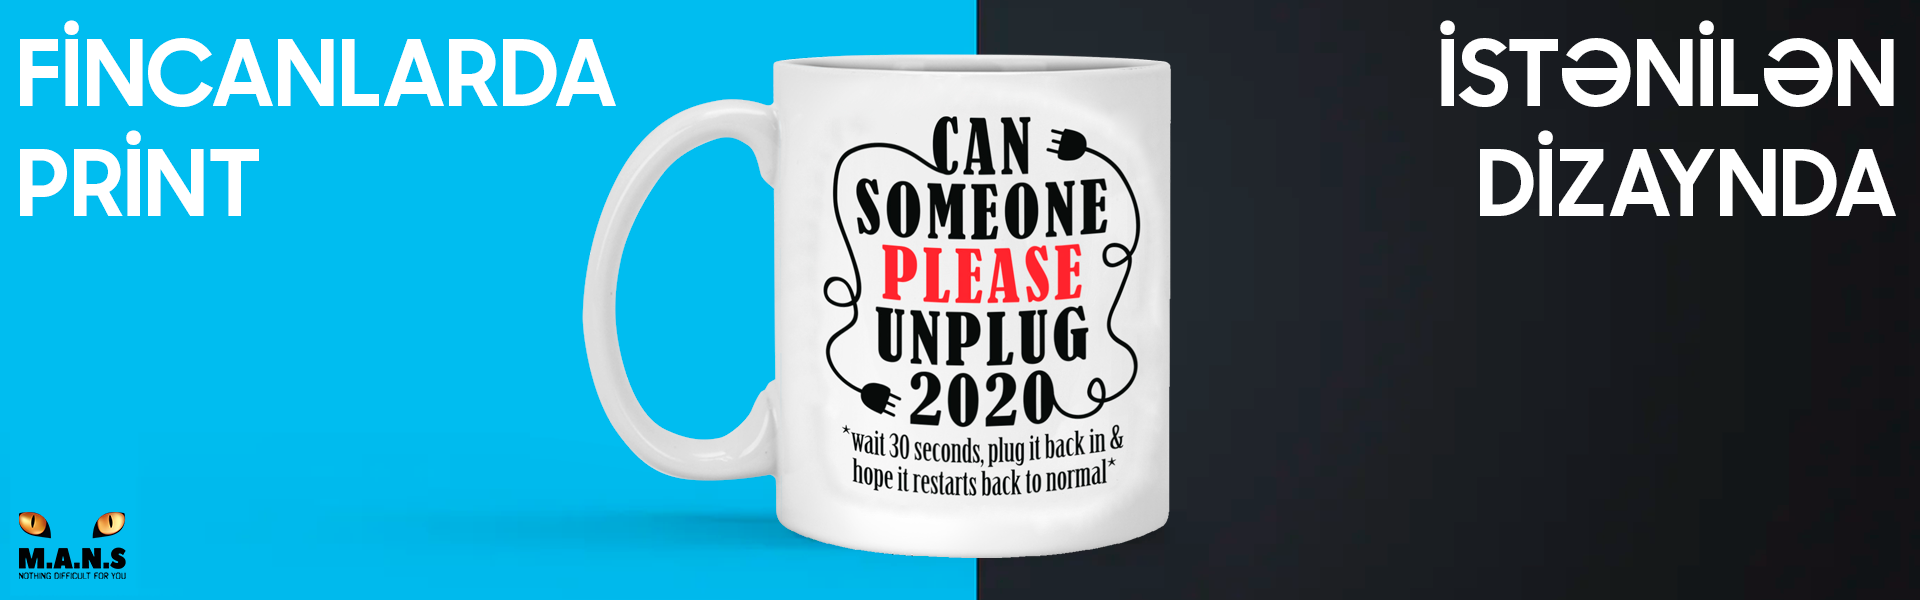 FİNCANLARDA
PRİNT
İSTƏNİLƏN
DİZAYNDA
CAN
SOMEONE
PLEASE
UNPLUG
2020
*wait 30 seconds, plug it back in &
hope it restarts back to normal*
M.A.N.S
NOTHING DIFFICULT FOR YOU